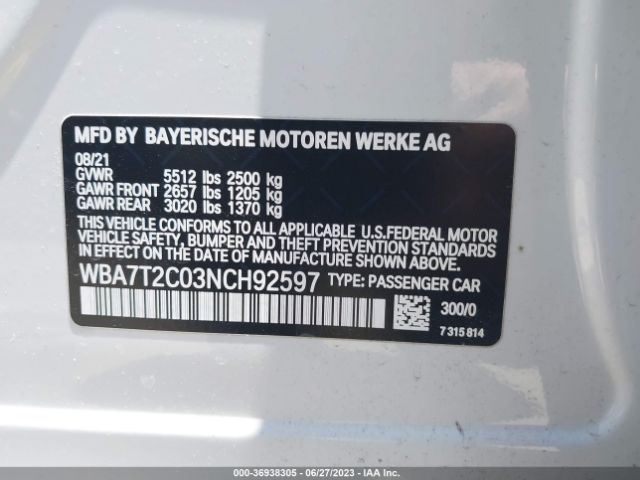 MFD BY BAYERISCHE MOTOREN WERKE AG
08/21
GVWR 5512 lbs 2500 kg
GAWR FRONT 2657 lbs 1205 kg
GAWR REAR 3020 lbs 1370 kg
THIS VEHICLE CONFORMS TO ALL APPLICABLE U.S.FEDERAL MOTOR
VEHICLE SAFETY, BUMPER AND THEFT PREVENTION STANDARDS
IN EFFECT ON THE DATE OF MANUFACTURE SHOWN ABOVE.
WBA7T2C03NCH92597 TYPE: PASSENGER CAR
300/0
7 315 814
000-36938305 - 06/27/2023 - IAA Inc.